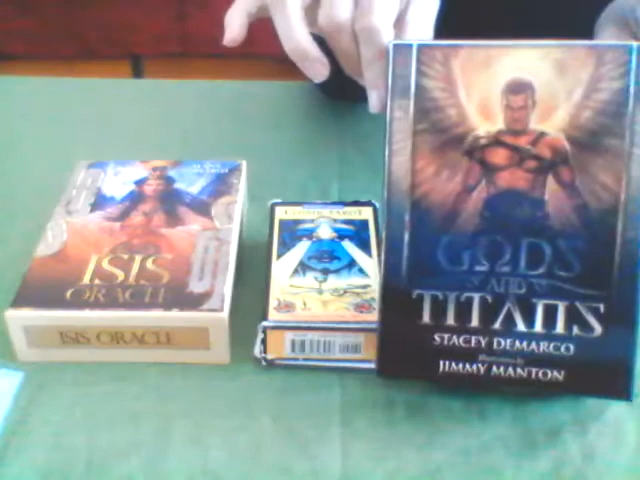 ISIS
ORACLE
ISIS ORACLE
COSMIC TAROT
GODS
AND
TITANS
STACEY DEMARCO
Illustrations by
JIMMY MANTON